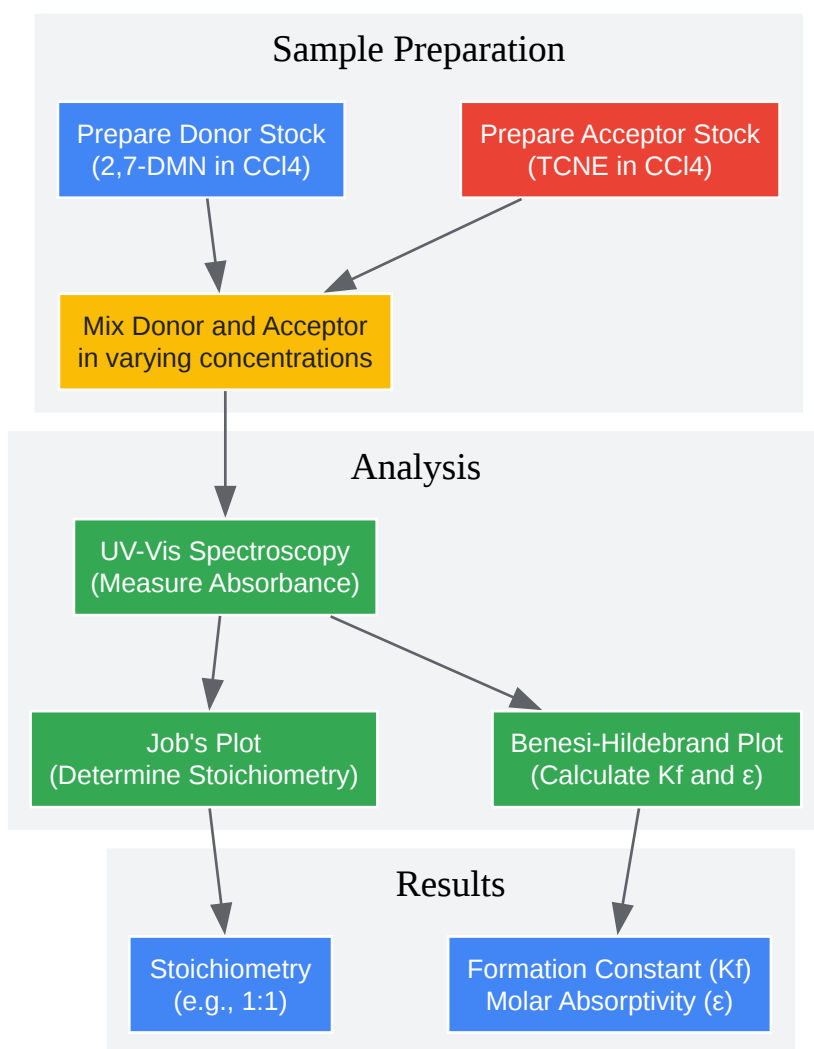 Sample Preparation
Prepare Donor Stock
(2,7-DMN in CCl4)
Prepare Acceptor Stock
(TCNE in CCl4)
Mix Donor and Acceptor
in varying concentrations
Analysis
UV-Vis Spectroscopy
(Measure Absorbance)
Job's Plot
(Determine Stoichiometry)
Benesi-Hildebrand Plot
(Calculate Kf and ε)
Results
Stoichiometry
(e.g., 1:1)
Formation Constant (Kf)
Molar Absorptivity (ε)